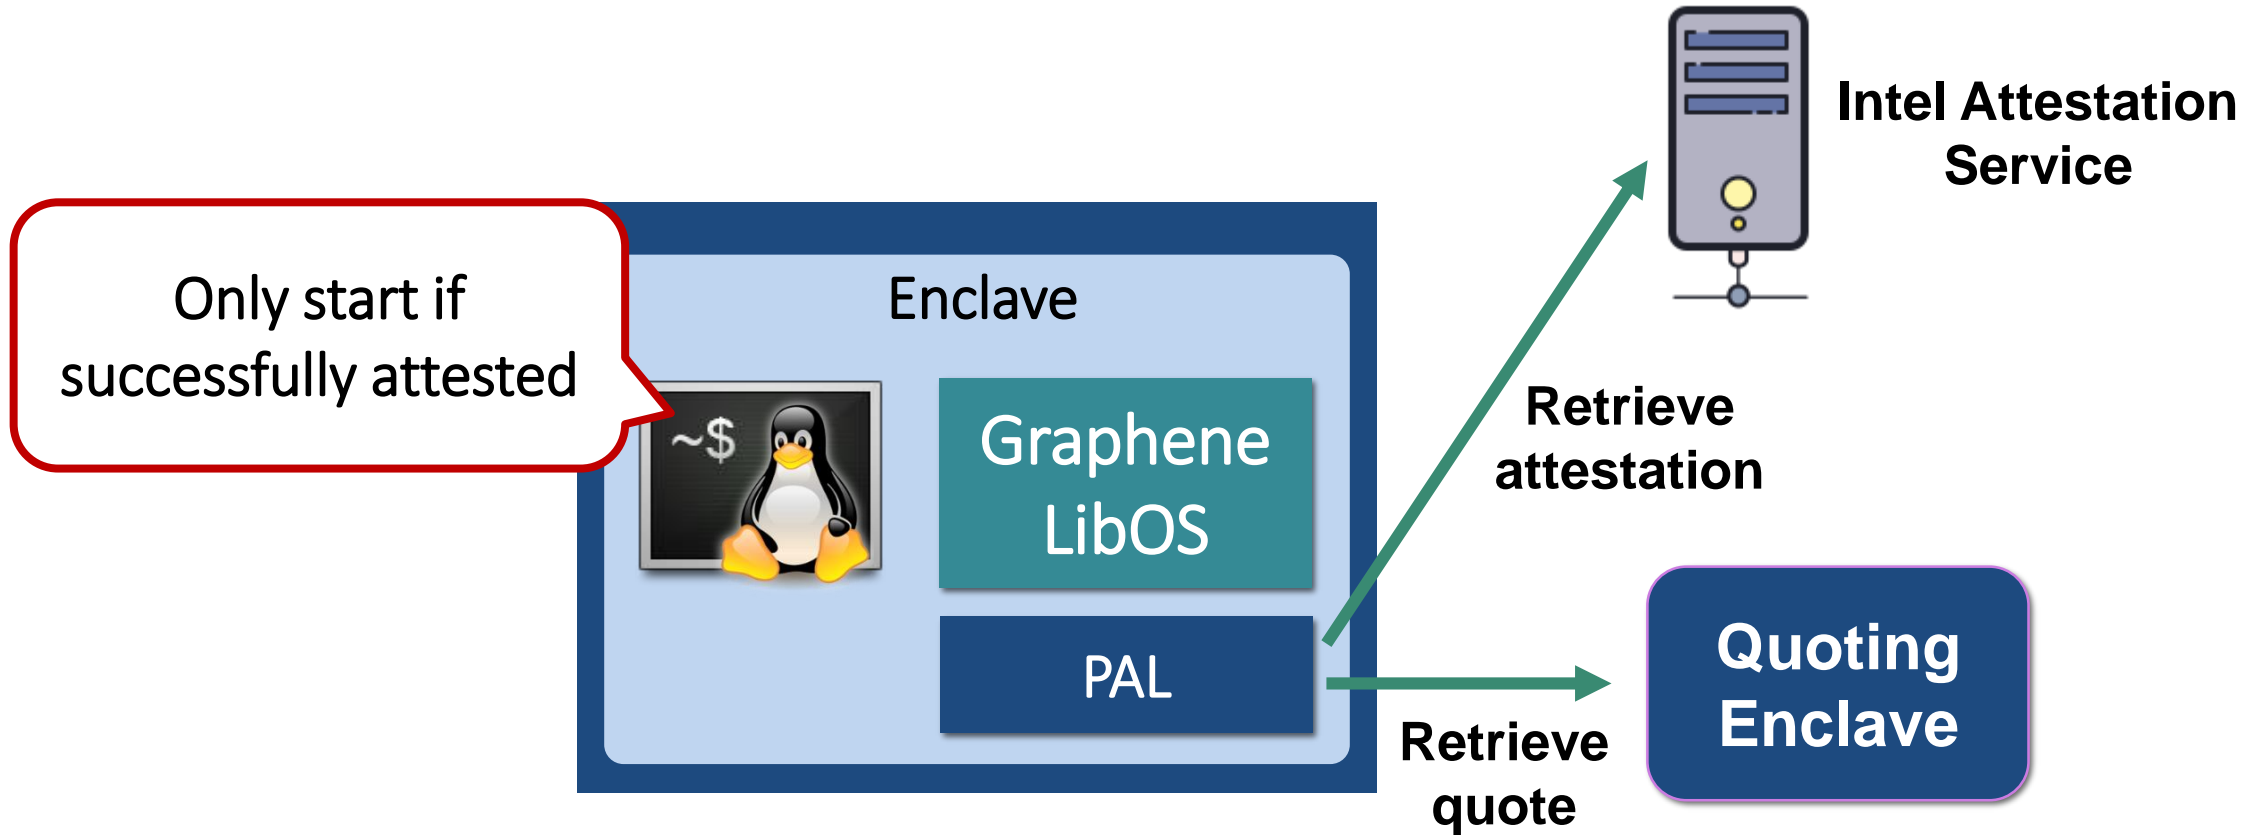 Intel Attestation
Service
Only start if
successfully attested
Enclave
~$
Graphene
LibOS
PAL
Retrieve
attestation
Retrieve
quote
Quoting
Enclave